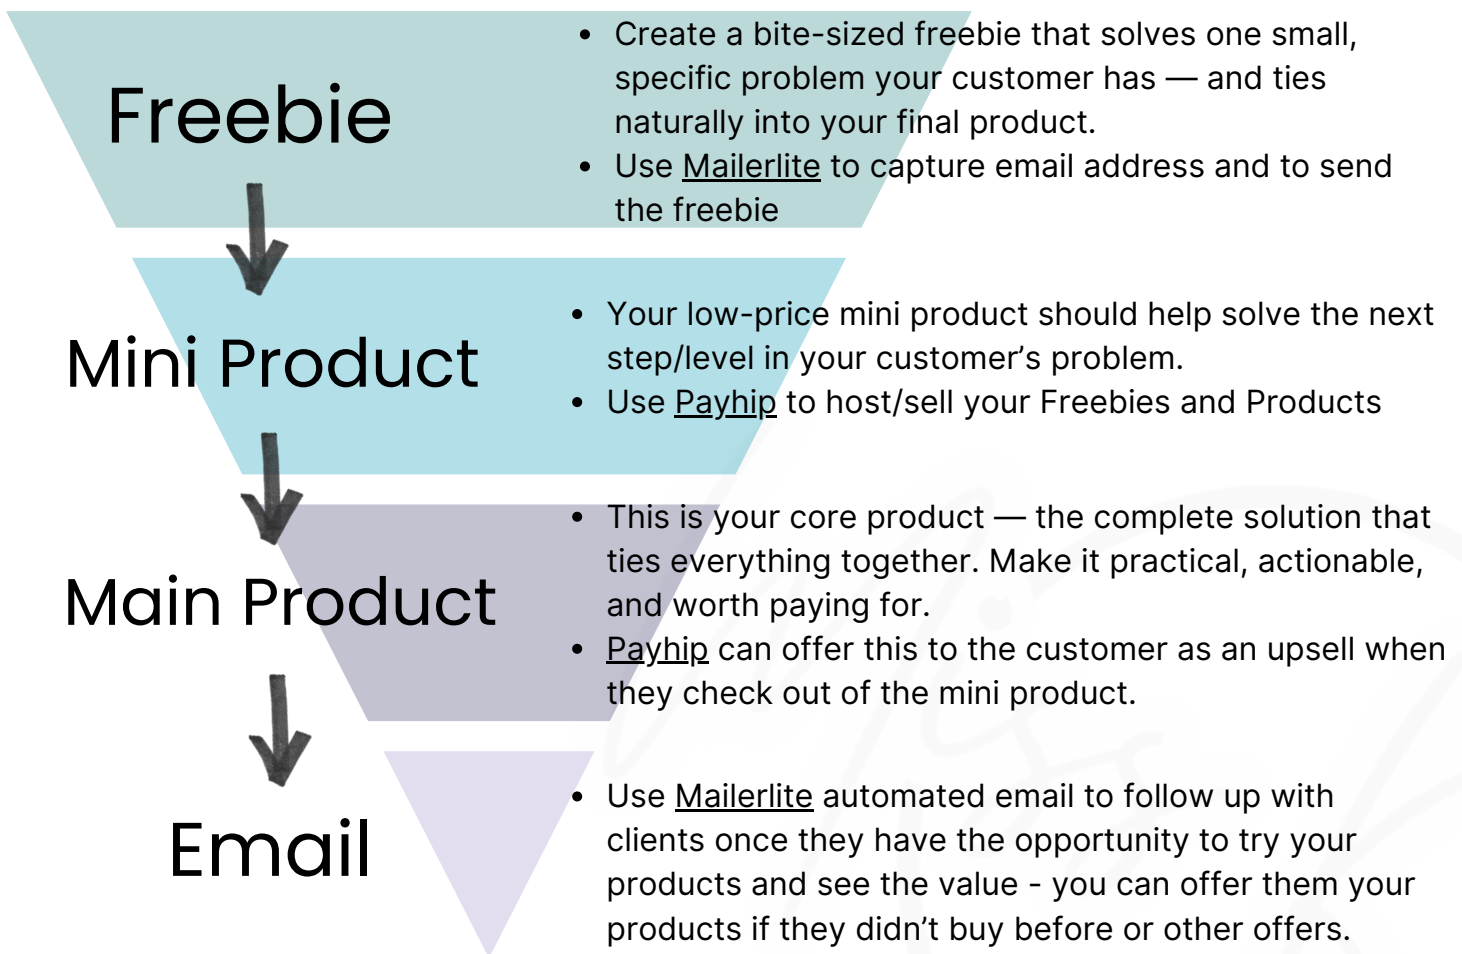 Freebie
• Create a bite-sized freebie that solves one small,
specific problem your customer has — and ties
naturally into your final product.
• Use Mailerlite to capture email address and to send
the freebie
Mini Product
• Your low-price mini product should help solve the next
step/level in your customer’s problem.
• Use Payhip to host/sell your Freebies and Products
Main Product
• This is your core product — the complete solution that
ties everything together. Make it practical, actionable,
and worth paying for.
• Payhip can offer this to the customer as an upsell when
they check out of the mini product.
Email
• Use Mailerlite automated email to follow up with
clients once they have the opportunity to try your
products and see the value - you can offer them your
products if they didn’t buy before or other offers.